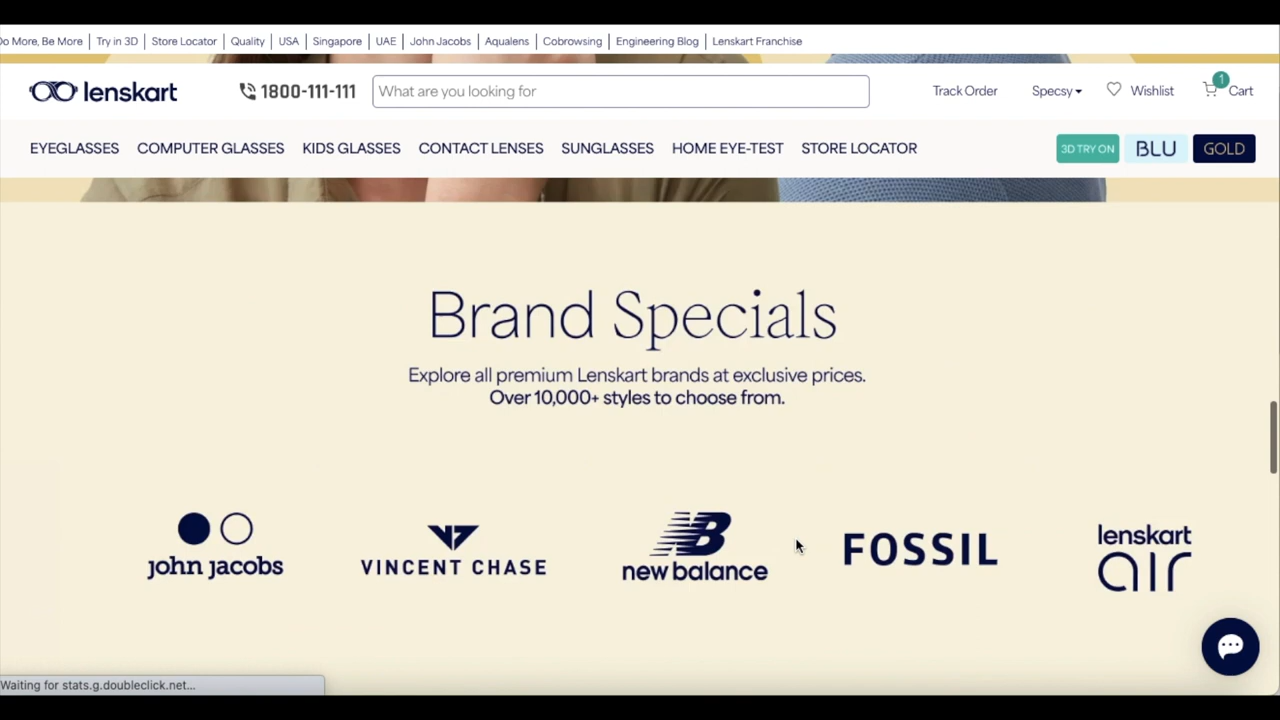 Do More, Be More | Try in 3D | Store Locator | Quality | USA | Singapore | UAE | John Jacobs | Aqualens | Cobrowsing | Engineering Blog | Lenskart Franchise
lenskart 1800-111-111 What are you looking for Track Order Specsy Wishlist 1 Cart
EYEGLASSES COMPUTER GLASSES KIDS GLASSES CONTACT LENSES SUNGLASSES HOME EYE-TEST STORE LOCATOR 3D TRY ON BLU GOLD
Brand Specials
Explore all premium Lenskart brands at exclusive prices.
Over 10,000+ styles to choose from.
john jacobs
VINCENT CHASE
new balance
FOSSIL
lenskart
air
Waiting for stats.g.doubleclick.net...